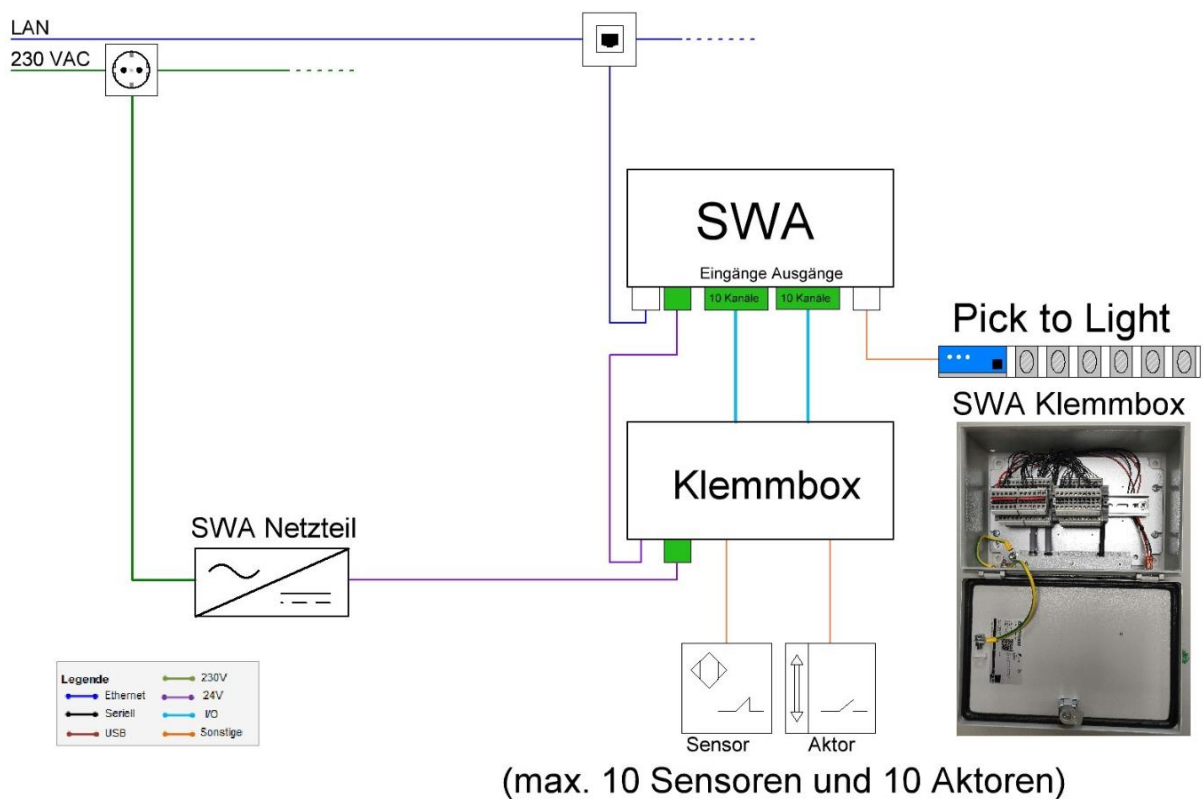 LAN
230 VAC
SWA
Eingänge Ausgänge
10 Kanäle 10 Kanäle
Pick to Light
SWA Klemmbox
Klemmbox
SWA Netzteil
Legende
Ethernet
Seriell
USB
230V
24V
I/O
Sonstige
Sensor
Aktor
(max. 10 Sensoren und 10 Aktoren)